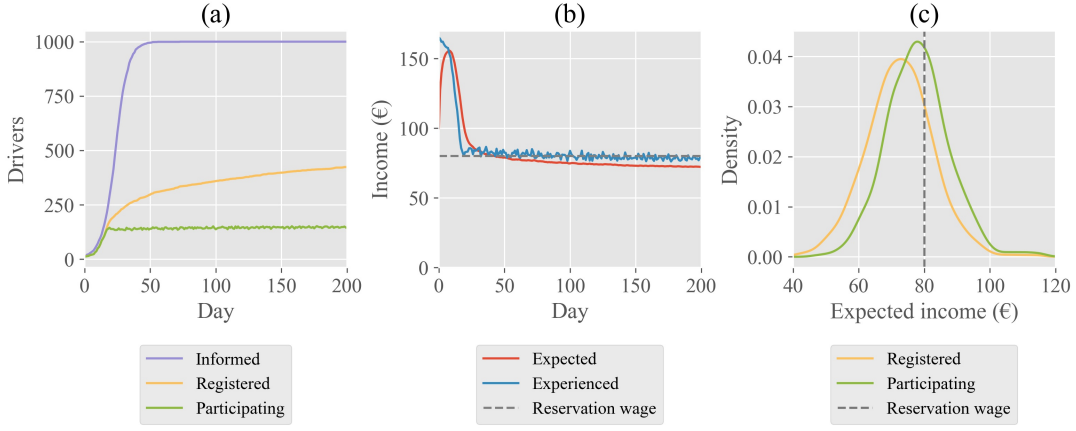 (a)
1000
750
500
250
0
Drivers
0 50 100 150 200
Day
Informed
Registered
Participating
(b)
150
100
50
0
Income (€)
0 50 100 150 200
Day
Expected
Experienced
Reservation wage
(c)
0.04
0.03
0.02
0.01
0.00
Density
40 60 80 100 120
Expected income (€)
Registered
Participating
Reservation wage